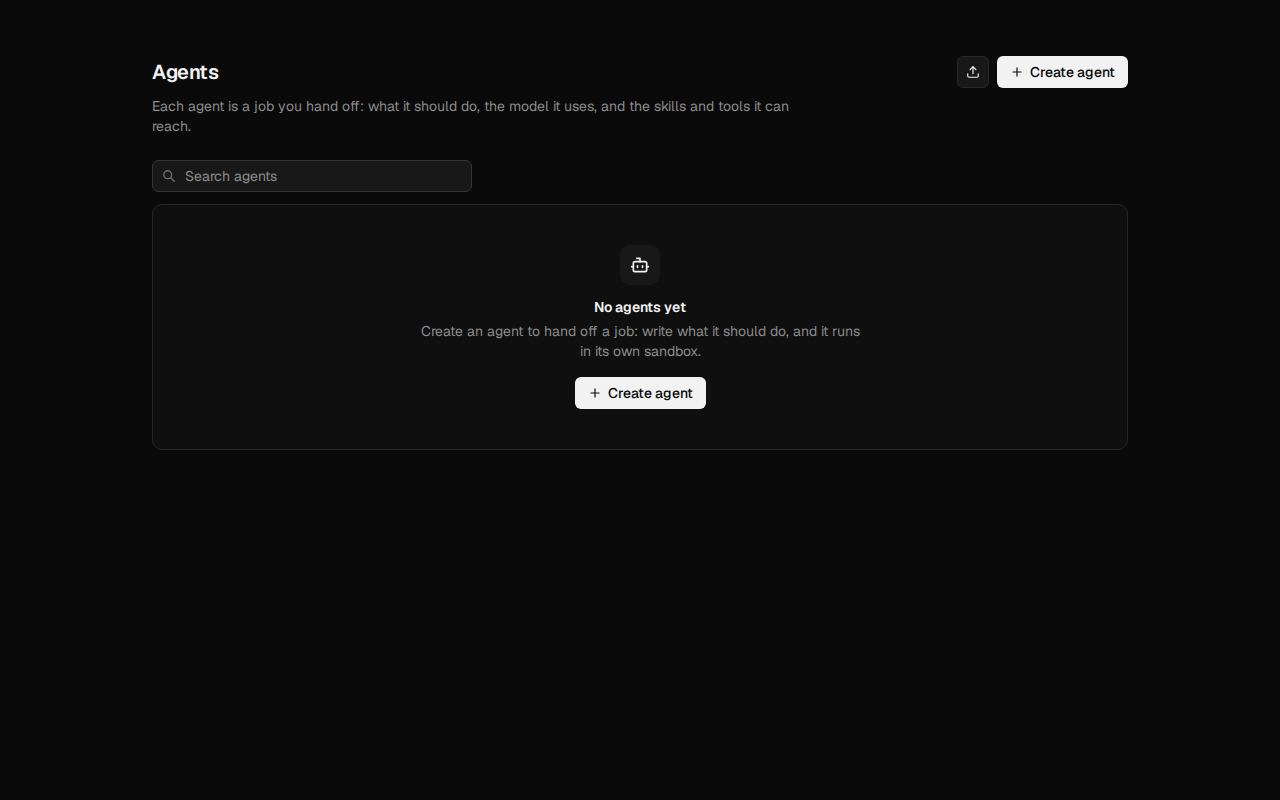 Agents
Create agent
Each agent is a job you hand off: what it should do, the model it uses, and the skills and tools it can
reach.
Search agents
No agents yet
Create an agent to hand off a job: write what it should do, and it runs
in its own sandbox.
Create agent